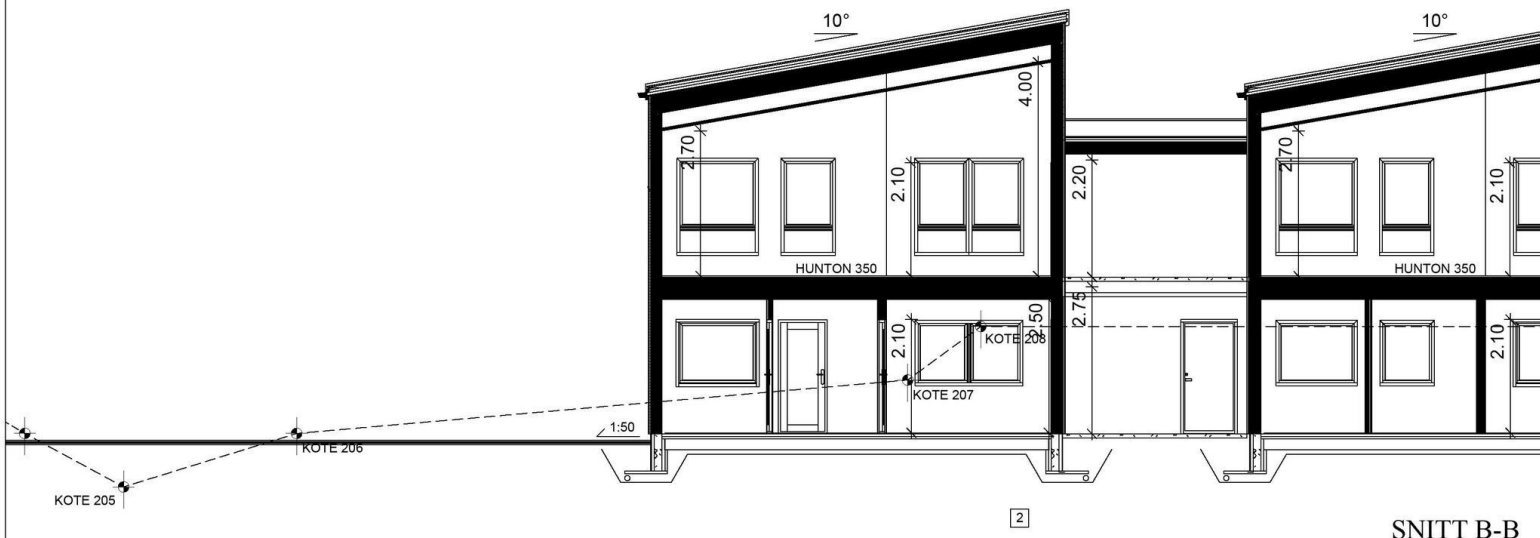 10°
10°
4.00
2.70
2.10
2.20
2.70
2.10
HUNTON 350
HUNTON 350
2.75
2.50
2.10
KOTE 208
2.10
KOTE 207
1:50
KOTE 206
KOTE 205
2
SNITT B-B